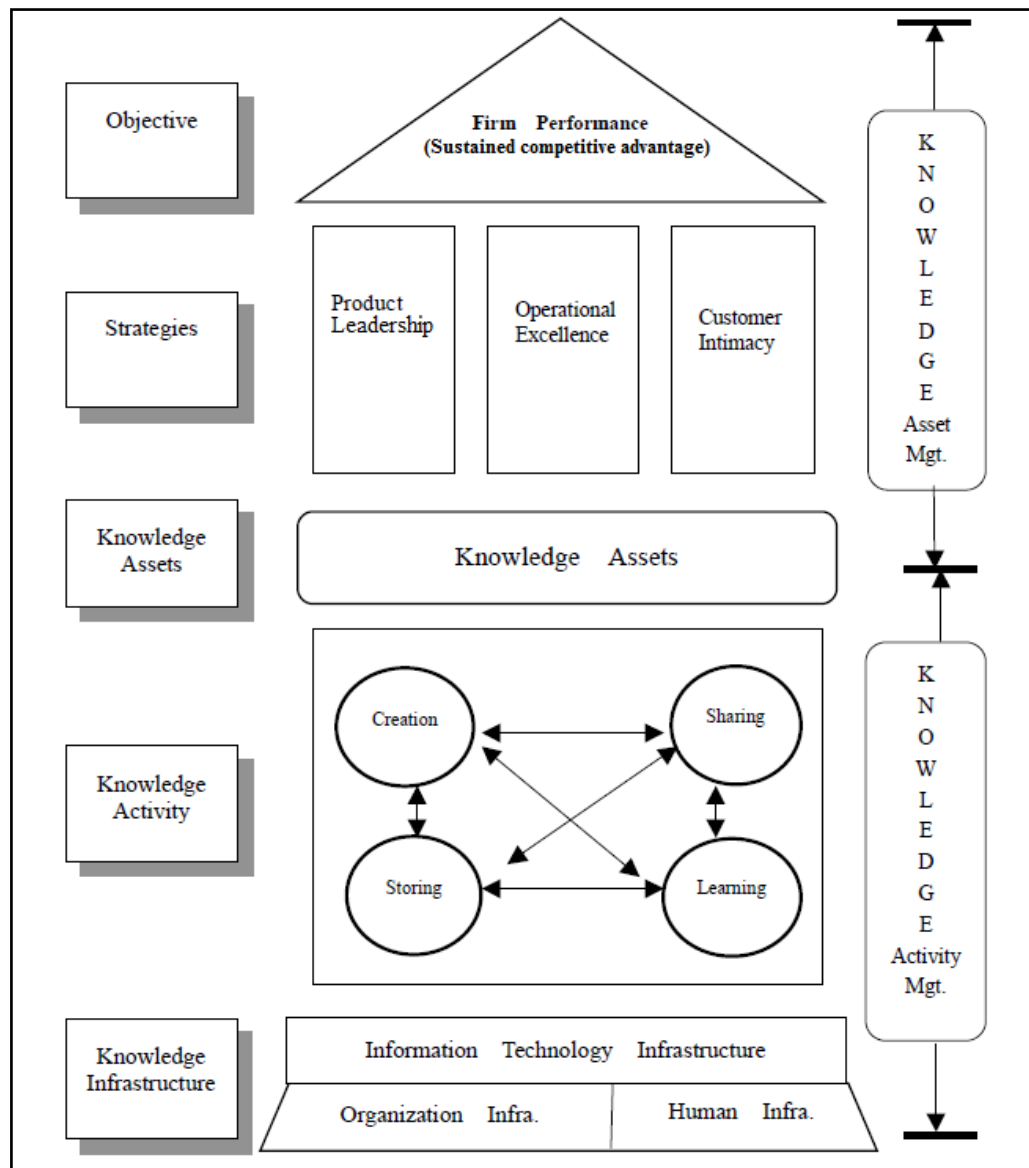 Objective
Firm Performance
(Sustained competitive advantage)
Strategies
Product
Leadership
Operational
Excellence
Customer
Intimacy
K
N
O
W
L
E
D
G
E
Asset
Mgt.
Knowledge
Assets
Knowledge Assets
Knowledge
Activity
Creation
Sharing
Storing
Learning
K
N
O
W
L
E
D
G
E
Activity
Mgt.
Knowledge
Infrastructure
Information Technology Infrastructure
Organization Infra.
Human Infra.